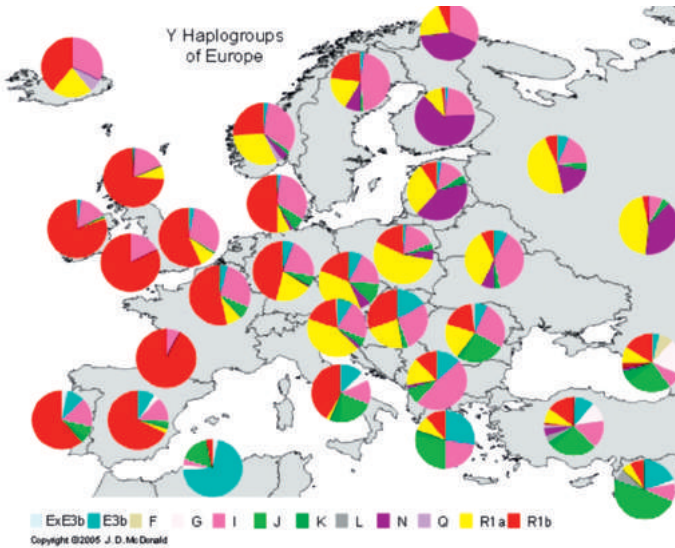 Y Haplogroups
of Europe
ExE3b E3b F G I J K L N Q R1a R1b
Copyright ©2005 J. D. McDonald